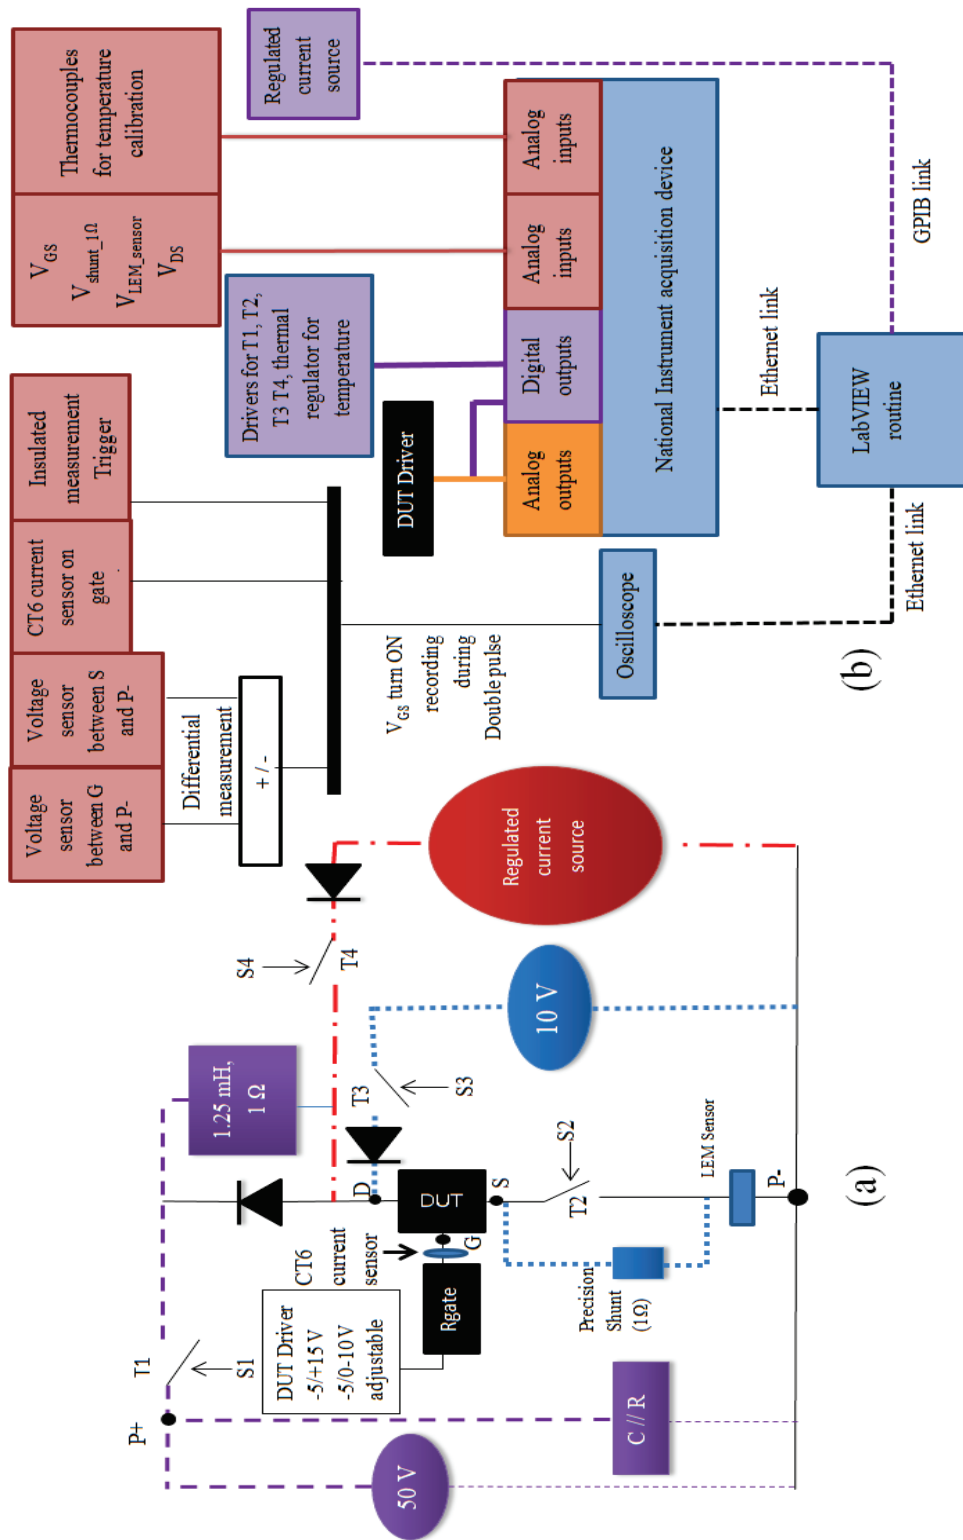 P+
T1
S1
50 V
C // R
DUT Driver
-5/+15 V
-5/0-10 V
adjustable
Rgate
CT6
current
sensor
G
D
DUT
S
1.25 mH,
1 Ω
T3
S3
T4
S4
T2
S2
10 V
Regulated
current
source
Precision
Shunt
(1Ω)
LEM Sensor
P-
(a)
Voltage
sensor
between G
and P-
Voltage
sensor
between S
and P-
CT6 current
sensor on
gate
Insulated
measurement
Trigger
Differential
measurement
+ / -
V_GS turn ON
recording
during
Double pulse
Oscilloscope
V_GS
V_shunt_1Ω
V_LEM_sensor
V_DS
Thermocouples
for temperature
calibration
Drivers for T1, T2,
T3 T4, thermal
regulator for
temperature
Regulated
current
source
DUT Driver
Analog
outputs
Digital
outputs
Analog
inputs
Analog
inputs
National Instrument acquisition device
Ethernet link
Ethernet link
GPIB link
LabVIEW
routine
(b)